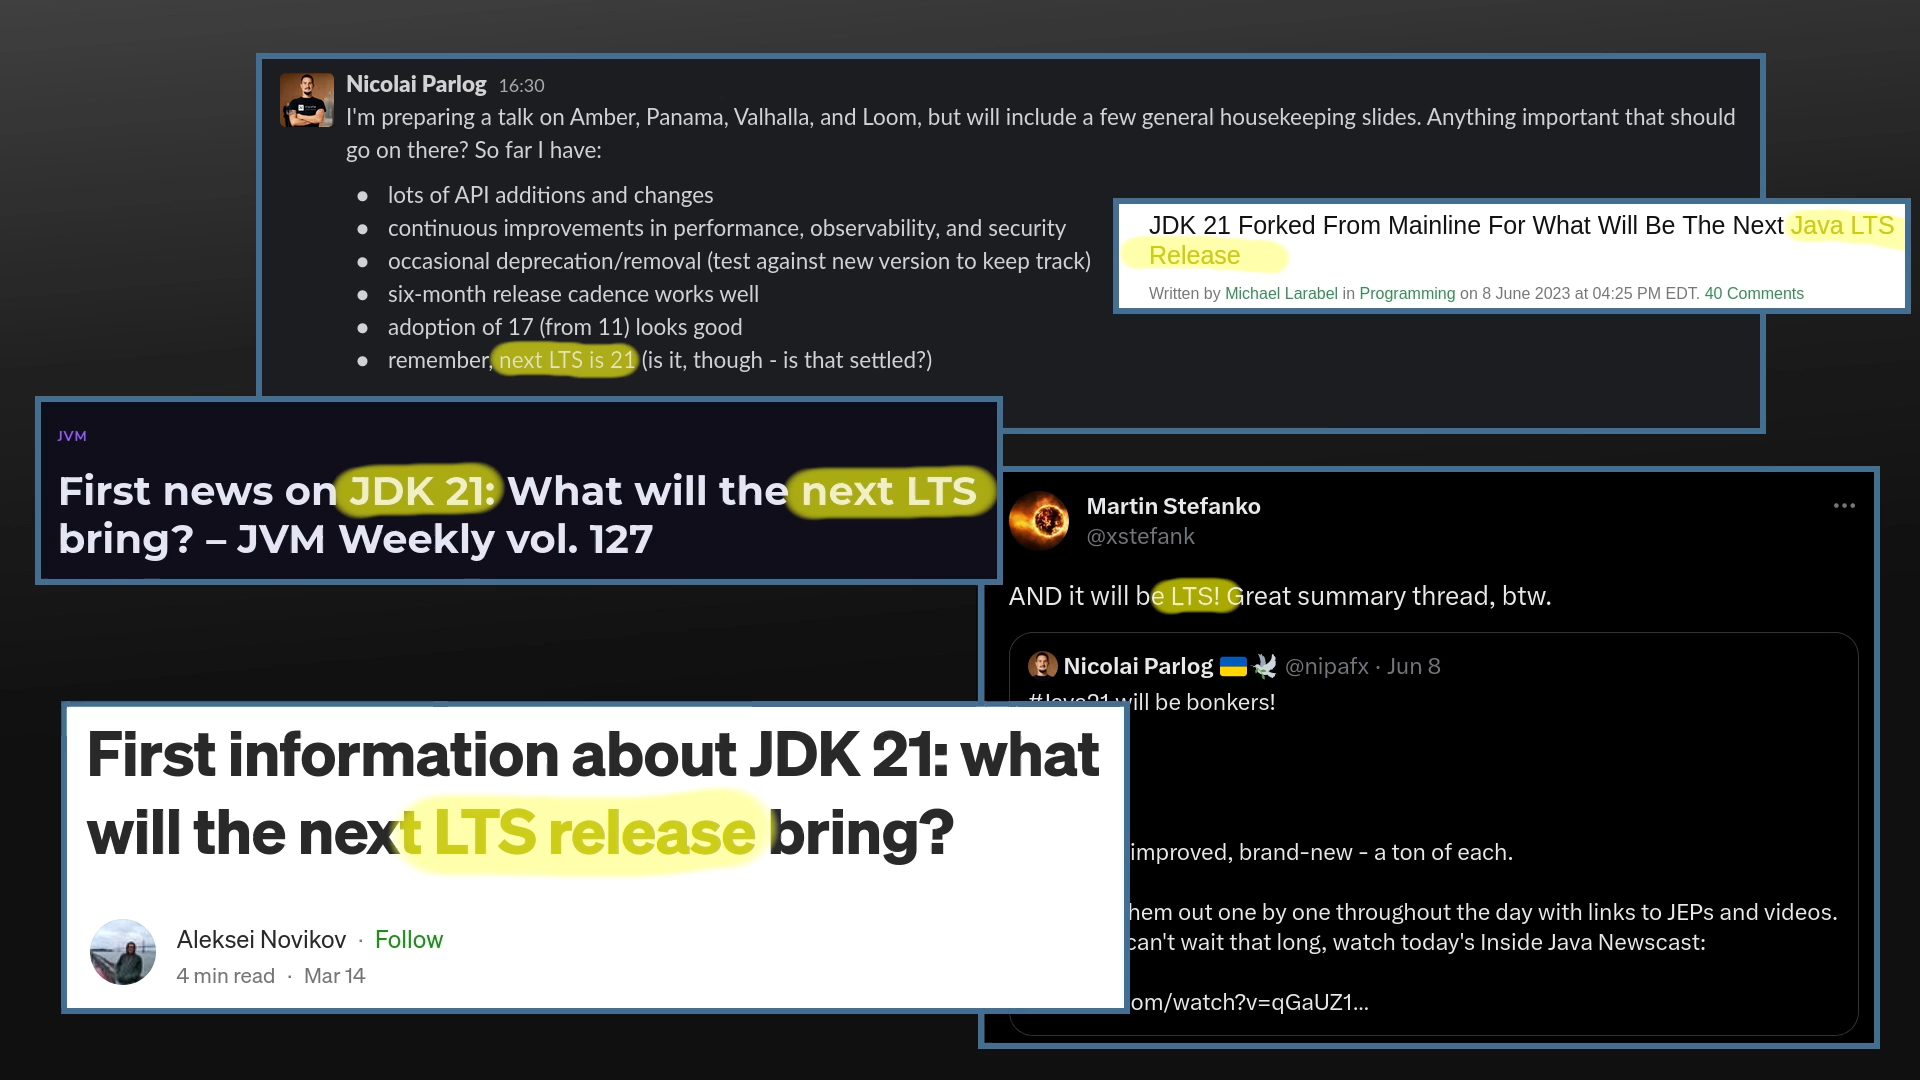 Nicolai Parlog 16:30
I'm preparing a talk on Amber, Panama, Valhalla, and Loom, but will include a few general housekeeping slides. Anything important that should
go on there? So far I have:
• lots of API additions and changes
• continuous improvements in performance, observability, and security
• occasional deprecation/removal (test against new version to keep track)
• six-month release cadence works well
• adoption of 17 (from 11) looks good
• remember, next LTS is 21 (is it, though - is that settled?)
JDK 21 Forked From Mainline For What Will Be The Next Java LTS
Release
Written by Michael Larabel in Programming on 8 June 2023 at 04:25 PM EDT. 40 Comments
JVM
First news on JDK 21: What will the next LTS
bring? – JVM Weekly vol. 127
Martin Stefanko
@xstefank
AND it will be LTS! Great summary thread, btw.
Nicolai Parlog 🇺🇦🕊 @nipafx · Jun 8
#Java21 will be bonkers!
improved, brand-new - a ton of each.
hem out one by one throughout the day with links to JEPs and videos.
can't wait that long, watch today's Inside Java Newscast:
om/watch?v=qGaUZ1...
First information about JDK 21: what
will the next LTS release bring?
Aleksei Novikov · Follow
4 min read · Mar 14